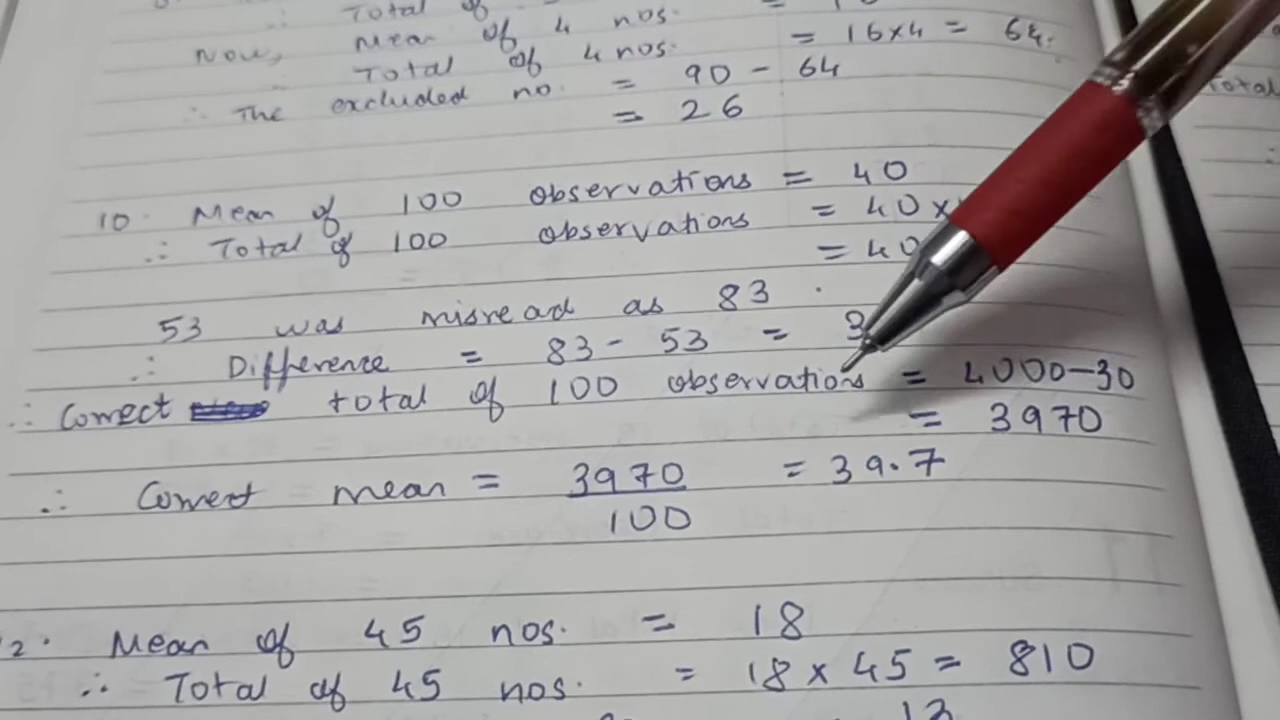 ∴ Total of
Now, Mean of 4 nos. =
Total of 4 nos. = 16×4 = 64.
∴ The excluded no. = 90 - 64
= 26
10. Mean of 100 observations = 40
∴ Total of 100 observations = 40×
= 40
53 was misread as 83.
∴ Difference = 83 - 53 = 3
∴ Correct total of 100 observations = 4000-30
= 3970
∴ Correct mean = 3970/100 = 39.7
2. Mean of 45 nos. = 18
∴ Total of 45 nos. = 18×45 = 810
Total